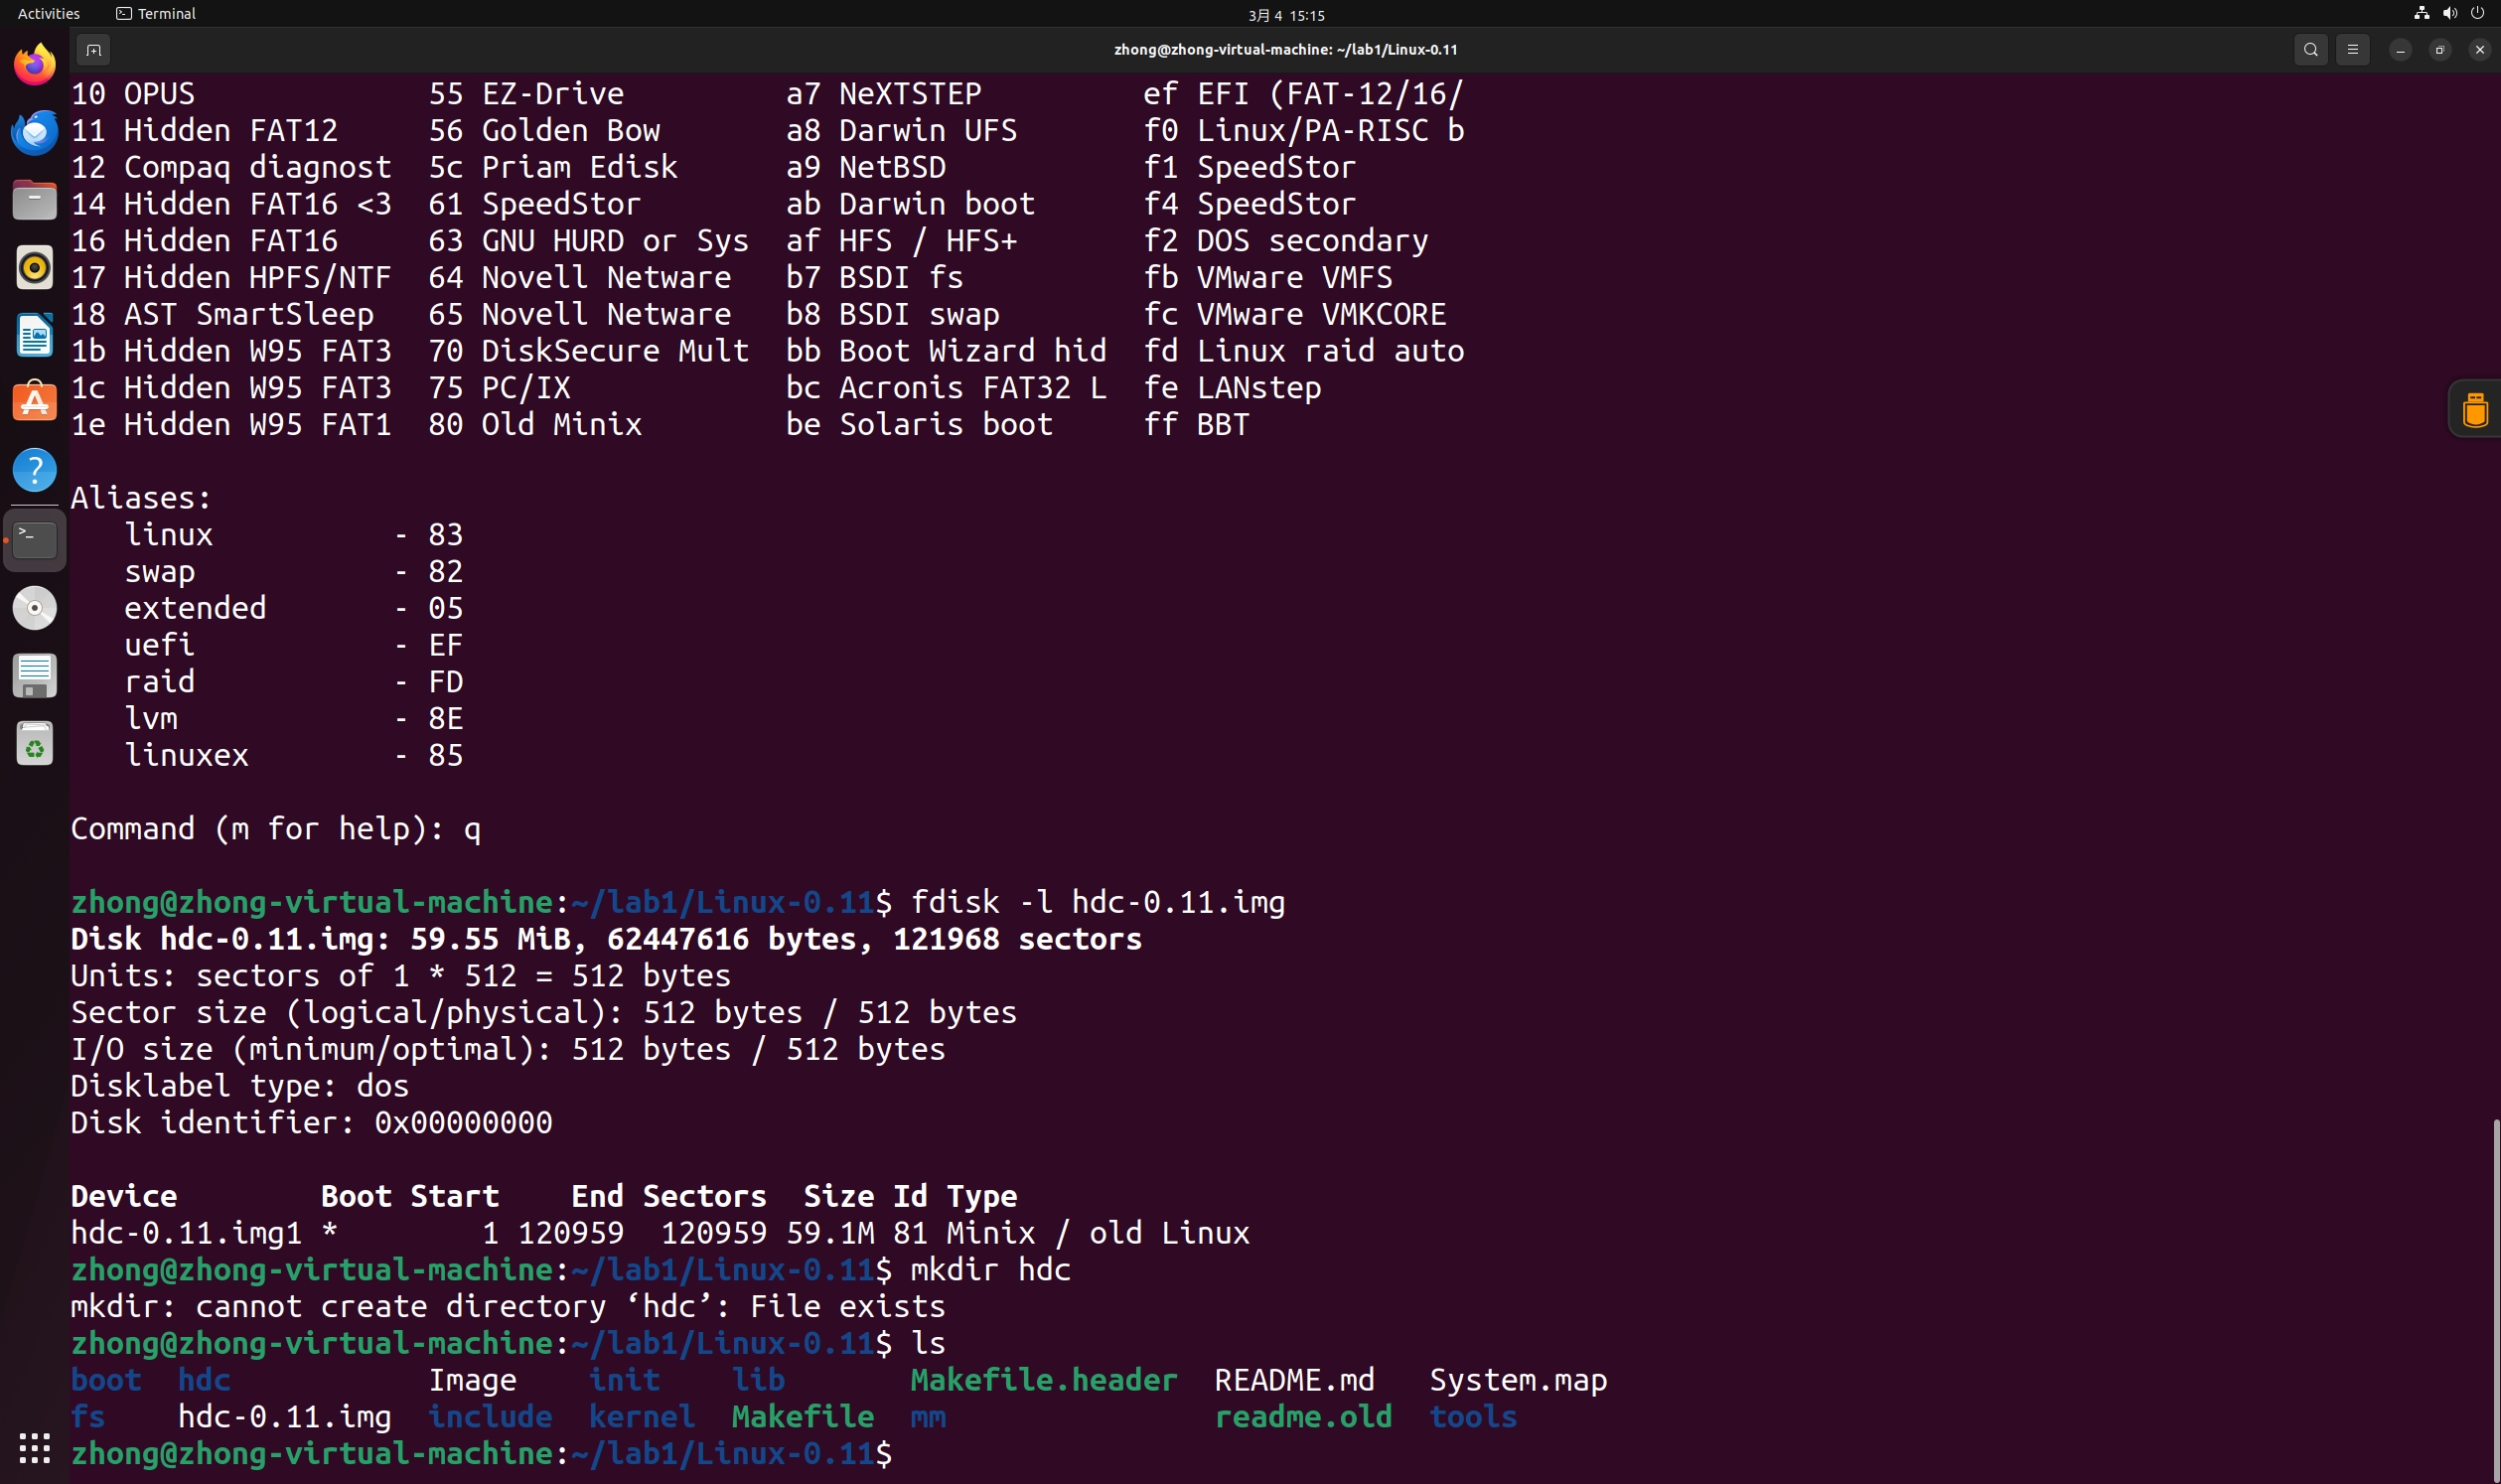 Activities Terminal 3月 4 15:15
zhong@zhong-virtual-machine: ~/lab1/Linux-0.11
10 OPUS             55 EZ-Drive         a7 NeXTSTEP         ef EFI (FAT-12/16/
11 Hidden FAT12     56 Golden Bow       a8 Darwin UFS       f0 Linux/PA-RISC b
12 Compaq diagnost  5c Priam Edisk      a9 NetBSD           f1 SpeedStor
14 Hidden FAT16 <3  61 SpeedStor        ab Darwin boot      f4 SpeedStor
16 Hidden FAT16     63 GNU HURD or Sys  af HFS / HFS+       f2 DOS secondary
17 Hidden HPFS/NTF  64 Novell Netware   b7 BSDI fs          fb VMware VMFS
18 AST SmartSleep   65 Novell Netware   b8 BSDI swap        fc VMware VMKCORE
1b Hidden W95 FAT3  70 DiskSecure Mult  bb Boot Wizard hid  fd Linux raid auto
1c Hidden W95 FAT3  75 PC/IX            bc Acronis FAT32 L  fe LANstep
1e Hidden W95 FAT1  80 Old Minix        be Solaris boot     ff BBT
Aliases:
   linux          - 83
   swap           - 82
   extended       - 05
   uefi           - EF
   raid           - FD
   lvm            - 8E
   linuxex        - 85
Command (m for help): q
zhong@zhong-virtual-machine:~/lab1/Linux-0.11$ fdisk -l hdc-0.11.img
Disk hdc-0.11.img: 59.55 MiB, 62447616 bytes, 121968 sectors
Units: sectors of 1 * 512 = 512 bytes
Sector size (logical/physical): 512 bytes / 512 bytes
I/O size (minimum/optimal): 512 bytes / 512 bytes
Disklabel type: dos
Disk identifier: 0x00000000
Device        Boot Start    End Sectors  Size Id Type
hdc-0.11.img1 *        1 120959  120959 59.1M 81 Minix / old Linux
zhong@zhong-virtual-machine:~/lab1/Linux-0.11$ mkdir hdc
mkdir: cannot create directory ‘hdc’: File exists
zhong@zhong-virtual-machine:~/lab1/Linux-0.11$ ls
boot  hdc           Image    init    lib       Makefile.header  README.md   System.map
fs    hdc-0.11.img  include  kernel  Makefile  mm               readme.old  tools
zhong@zhong-virtual-machine:~/lab1/Linux-0.11$